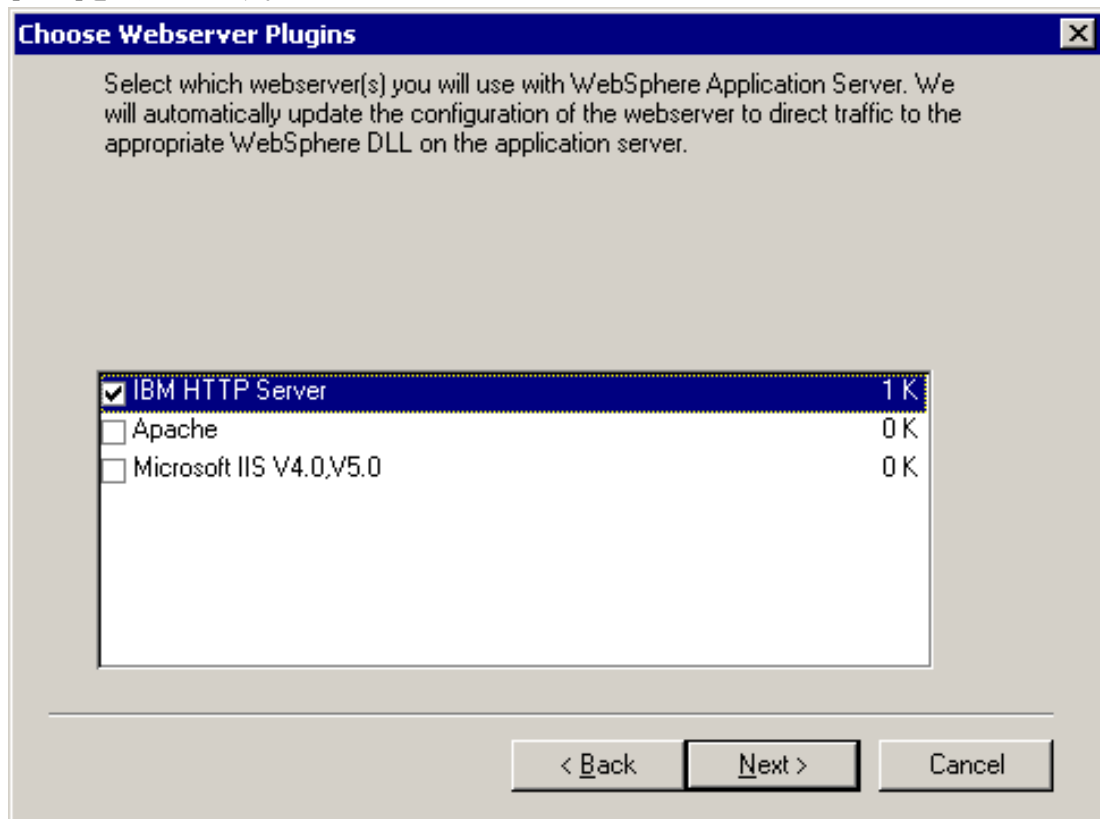 Choose Webserver Plugins
Select which webserver(s) you will use with WebSphere Application Server. We
will automatically update the configuration of the webserver to direct traffic to the
appropriate WebSphere DLL on the application server.
IBM HTTP Server 1 K
Apache 0 K
Microsoft IIS V4.0,V5.0 0 K
< Back Next > Cancel